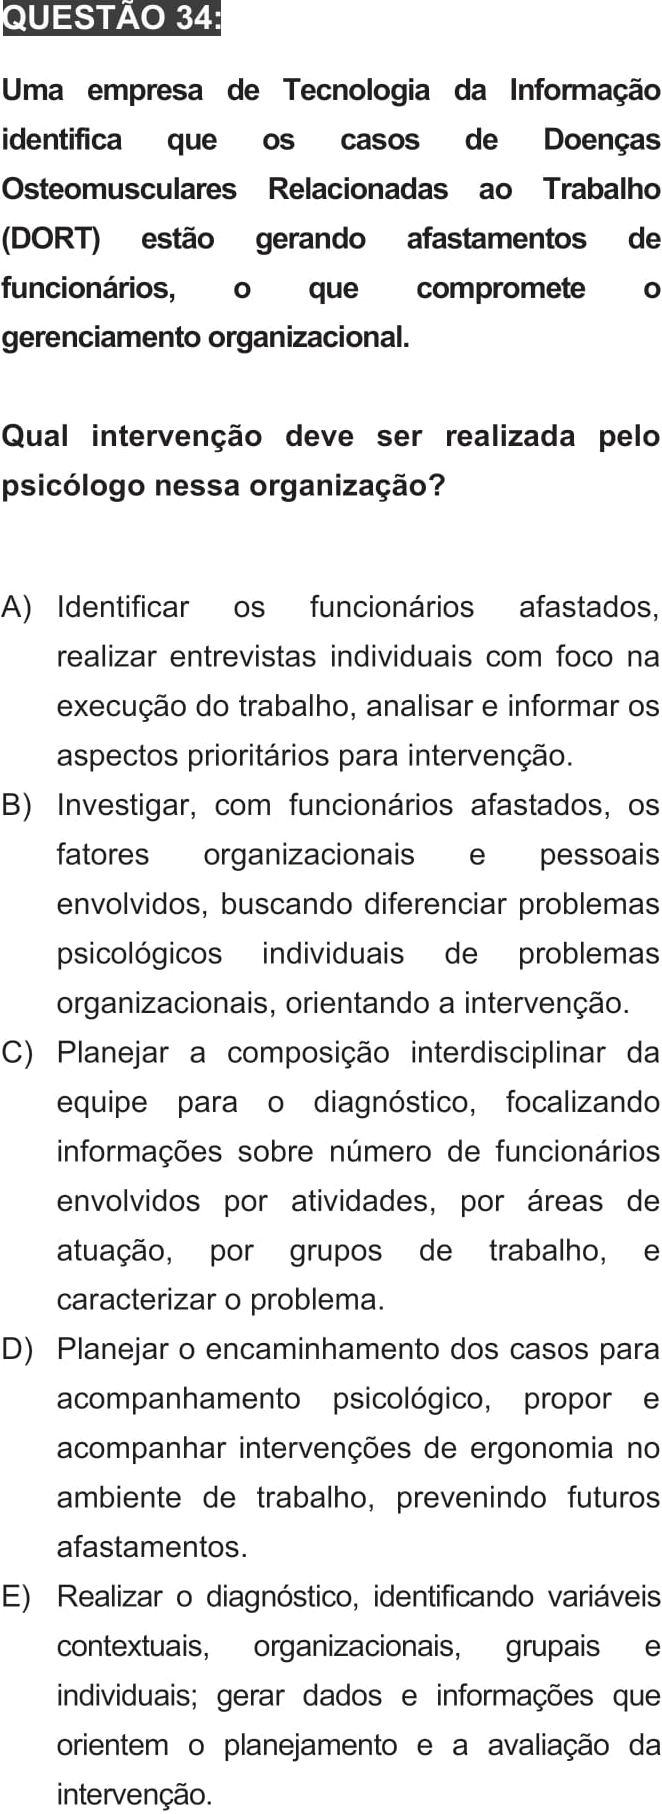 QUESTÃO 34:
Uma empresa de Tecnologia da Informação
identifica que os casos de Doenças
Osteomusculares Relacionadas ao Trabalho
(DORT) estão gerando afastamentos de
funcionários, o que compromete o
gerenciamento organizacional.
Qual intervenção deve ser realizada pelo
psicólogo nessa organização?
A) Identificar os funcionários afastados,
realizar entrevistas individuais com foco na
execução do trabalho, analisar e informar os
aspectos prioritários para intervenção.
B) Investigar, com funcionários afastados, os
fatores organizacionais e pessoais
envolvidos, buscando diferenciar problemas
psicológicos individuais de problemas
organizacionais, orientando a intervenção.
C) Planejar a composição interdisciplinar da
equipe para o diagnóstico, focalizando
informações sobre número de funcionários
envolvidos por atividades, por áreas de
atuação, por grupos de trabalho, e
caracterizar o problema.
D) Planejar o encaminhamento dos casos para
acompanhamento psicológico, propor e
acompanhar intervenções de ergonomia no
ambiente de trabalho, prevenindo futuros
afastamentos.
E) Realizar o diagnóstico, identificando variáveis
contextuais, organizacionais, grupais e
individuais; gerar dados e informações que
orientem o planejamento e a avaliação da
intervenção.